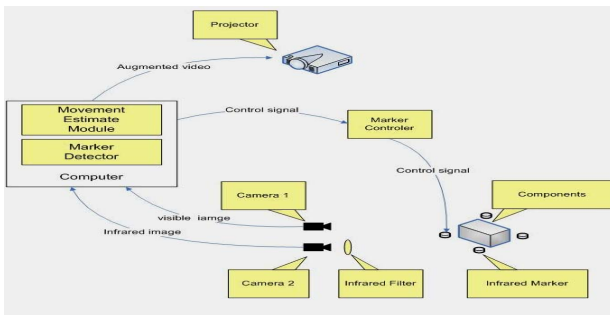 Projector
Augmented video
Movement
Estimate
Module
Marker
Detector
Computer
Control signal
Marker
Controler
Control signal
Camera 1
Components
visible iamge
Infrared image
Camera 2
Infrared Filter
Infrared Marker